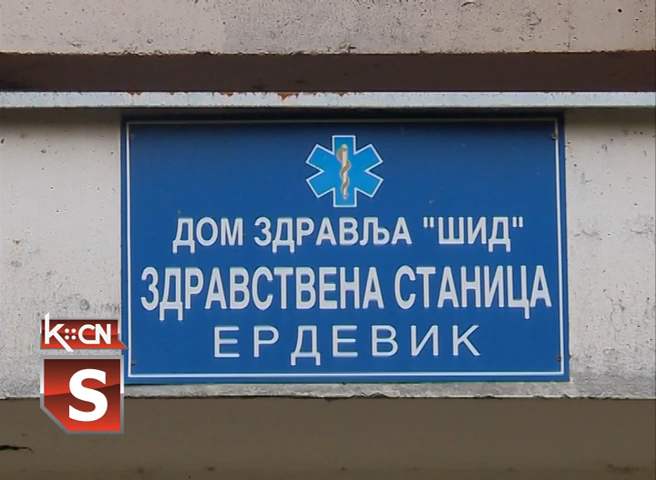 ДОМ ЗДРАВЉА "ШИД"
ЗДРАВСТВЕНА СТАНИЦА
ЕРДЕВИК
K::CN
S